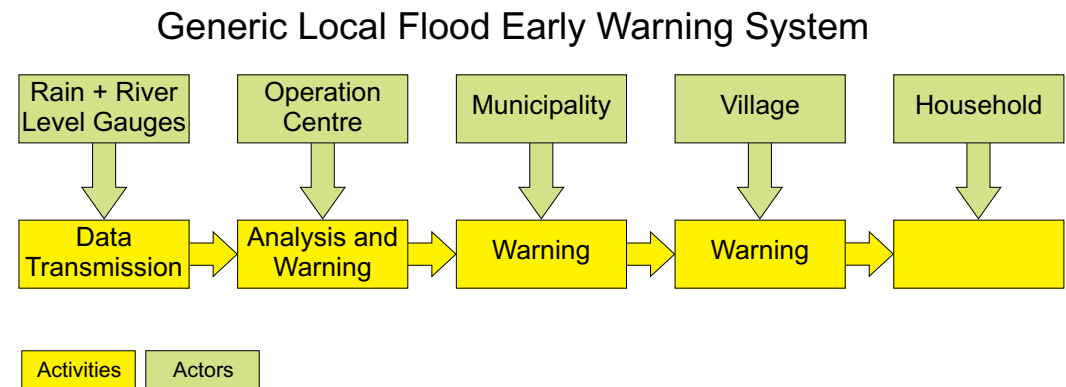 Generic Local Flood Early Warning System
Rain + River
Level Gauges
Operation
Centre
Municipality
Village
Household
Data
Transmission
Analysis and
Warning
Warning
Warning
Activities
Actors